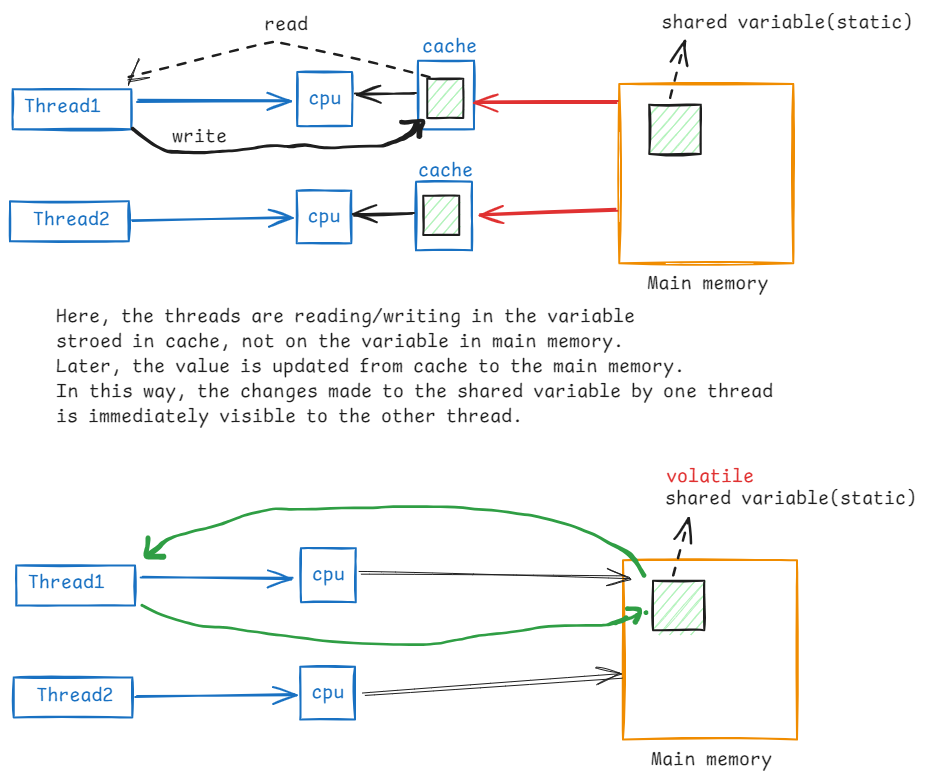 read
shared variable(static)
cache
Thread1
cpu
write
cache
Thread2
cpu
Main memory
Here, the threads are reading/writing in the variable
stroed in cache, not on the variable in main memory.
Later, the value is updated from cache to the main memory.
In this way, the changes made to the shared variable by one thread
is immediately visible to the other thread.
volatile
shared variable(static)
Thread1
cpu
Thread2
cpu
Main memory